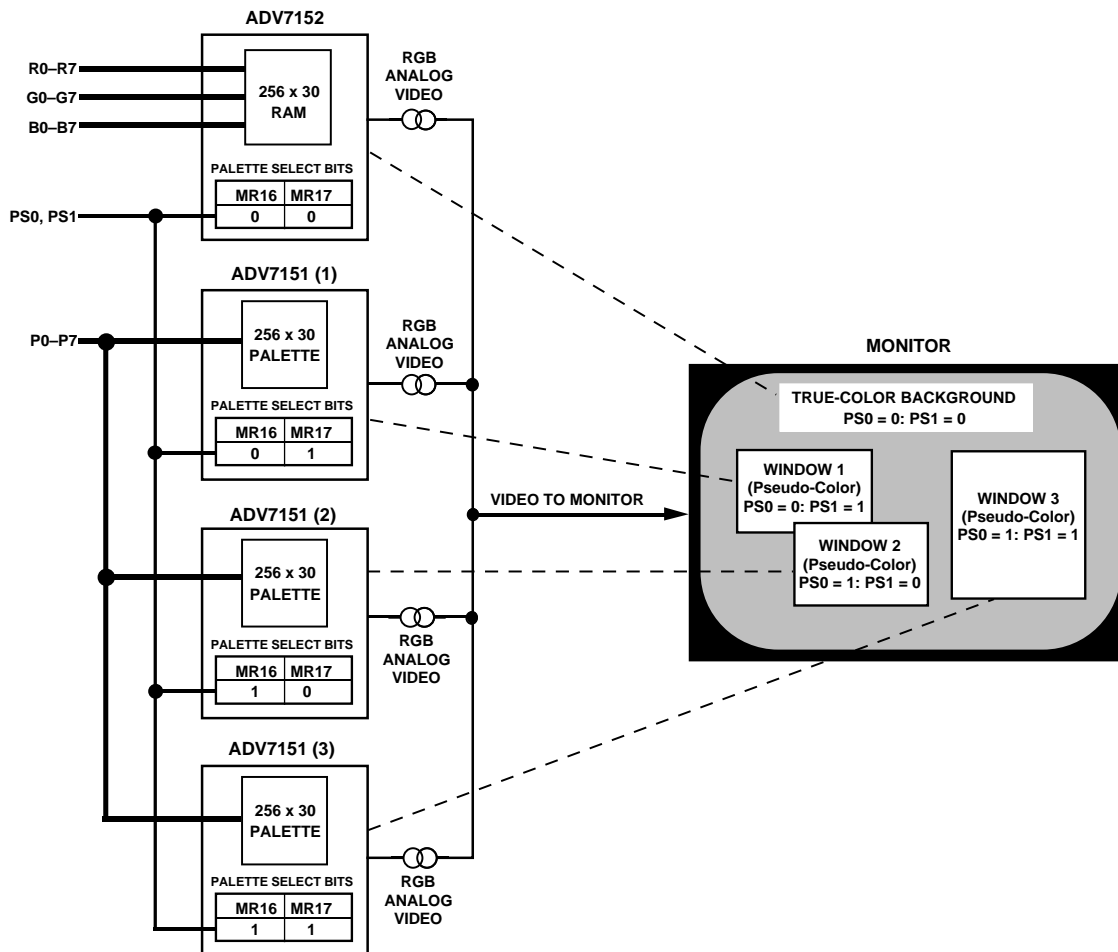 ADV7152
R0–R7
G0–G7
B0–B7
256 x 30
RAM
RGB
ANALOG
VIDEO
PALETTE SELECT BITS
MR16 MR17
0 0
PS0, PS1
ADV7151 (1)
P0–P7
256 x 30
PALETTE
RGB
ANALOG
VIDEO
PALETTE SELECT BITS
MR16 MR17
0 1
ADV7151 (2)
256 x 30
PALETTE
PALETTE SELECT BITS
MR16 MR17
1 0
RGB
ANALOG
VIDEO
ADV7151 (3)
256 x 30
PALETTE
PALETTE SELECT BITS
MR16 MR17
1 1
RGB
ANALOG
VIDEO
VIDEO TO MONITOR
MONITOR
TRUE-COLOR BACKGROUND
PS0 = 0: PS1 = 0
WINDOW 1
(Pseudo-Color)
PS0 = 0: PS1 = 1
WINDOW 2
(Pseudo-Color)
PS0 = 1: PS1 = 0
WINDOW 3
(Pseudo-Color)
PS0 = 1: PS1 = 1